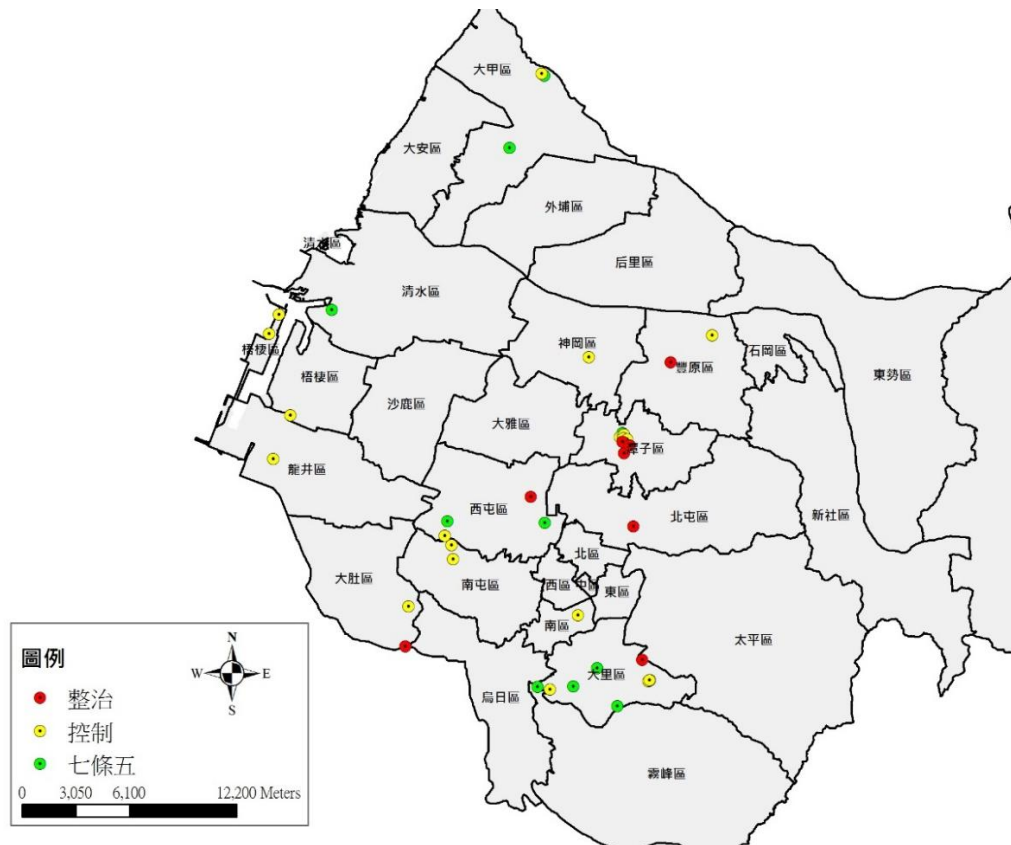 大甲區
大安區
外埔區
清水區
后里區
清水區
神岡區
梧棲區
石岡區
豐原區
東勢區
梧棲區
沙鹿區
大雅區
潭子區
龍井區
西屯區
北屯區
新社區
北區
大肚區
南屯區
西區
中區
東區
南區
太平區
大里區
烏日區
霧峰區
圖例
N
W
E
S
整治
控制
七條五
0 3,050 6,100 12,200 Meters